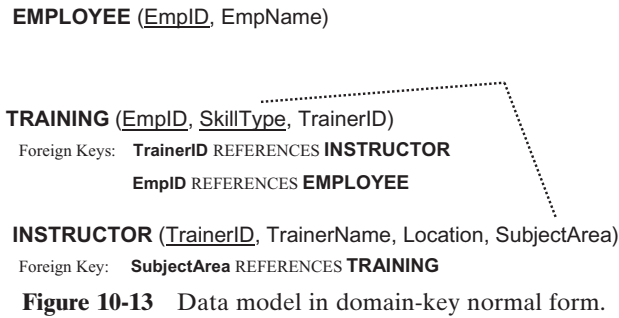 EMPLOYEE (EmpID, EmpName)
TRAINING (EmpID, SkillType, TrainerID)
Foreign Keys: TrainerID REFERENCES INSTRUCTOR
EmpID REFERENCES EMPLOYEE
INSTRUCTOR (TrainerID, TrainerName, Location, SubjectArea)
Foreign Key: SubjectArea REFERENCES TRAINING
Figure 10-13 Data model in domain-key normal form.